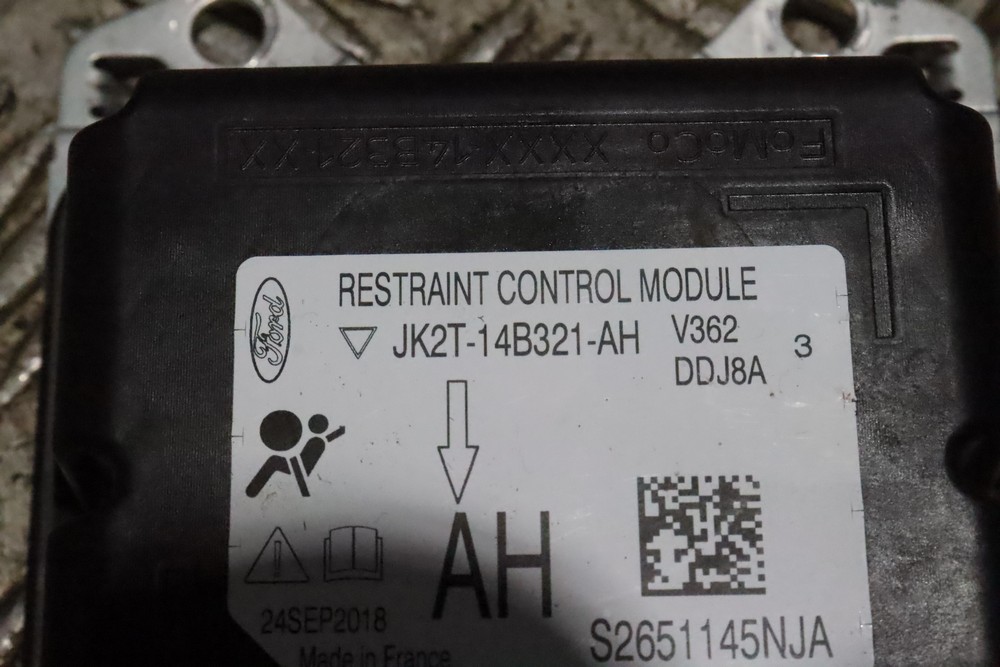 FoMoCo XXXX-14B321-XX
RESTRAINT CONTROL MODULE
Ford
JK2T-14B321-AH V362 3
DDJ8A
AH
24SEP2018
S2651145NJA
Made in France